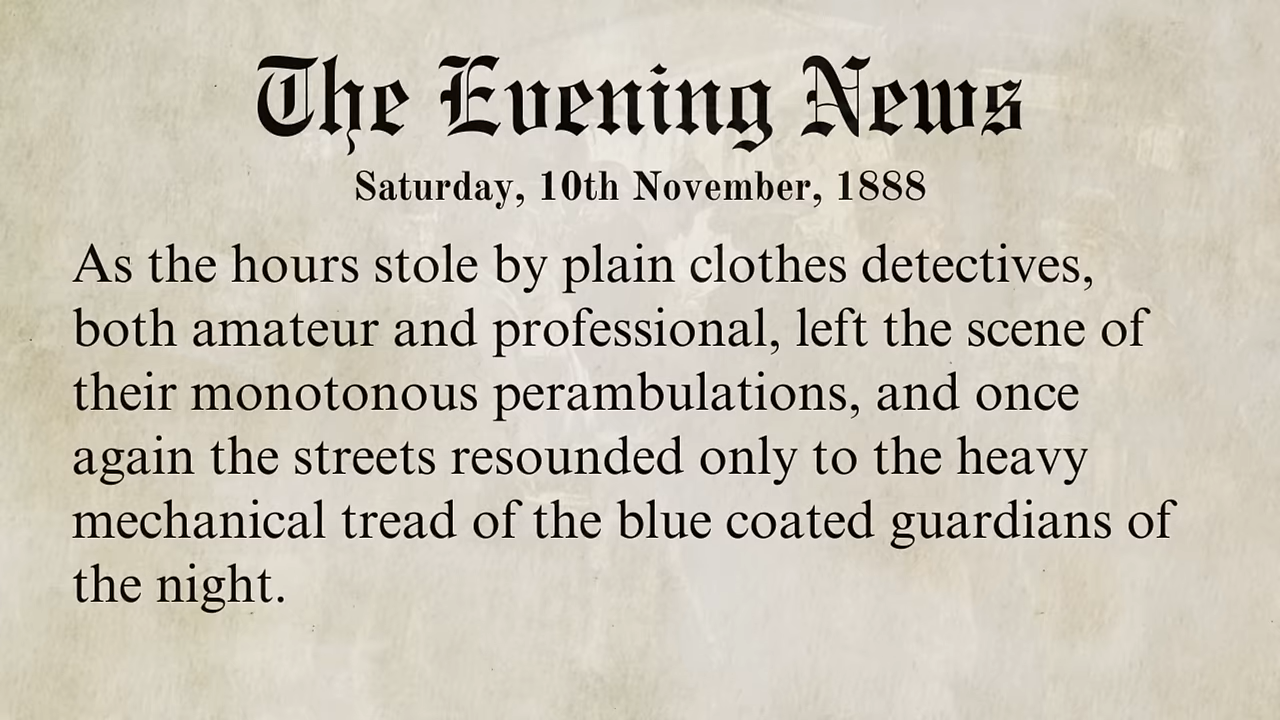 The Evening News
Saturday, 10th November, 1888
As the hours stole by plain clothes detectives,
both amateur and professional, left the scene of
their monotonous perambulations, and once
again the streets resounded only to the heavy
mechanical tread of the blue coated guardians of
the night.